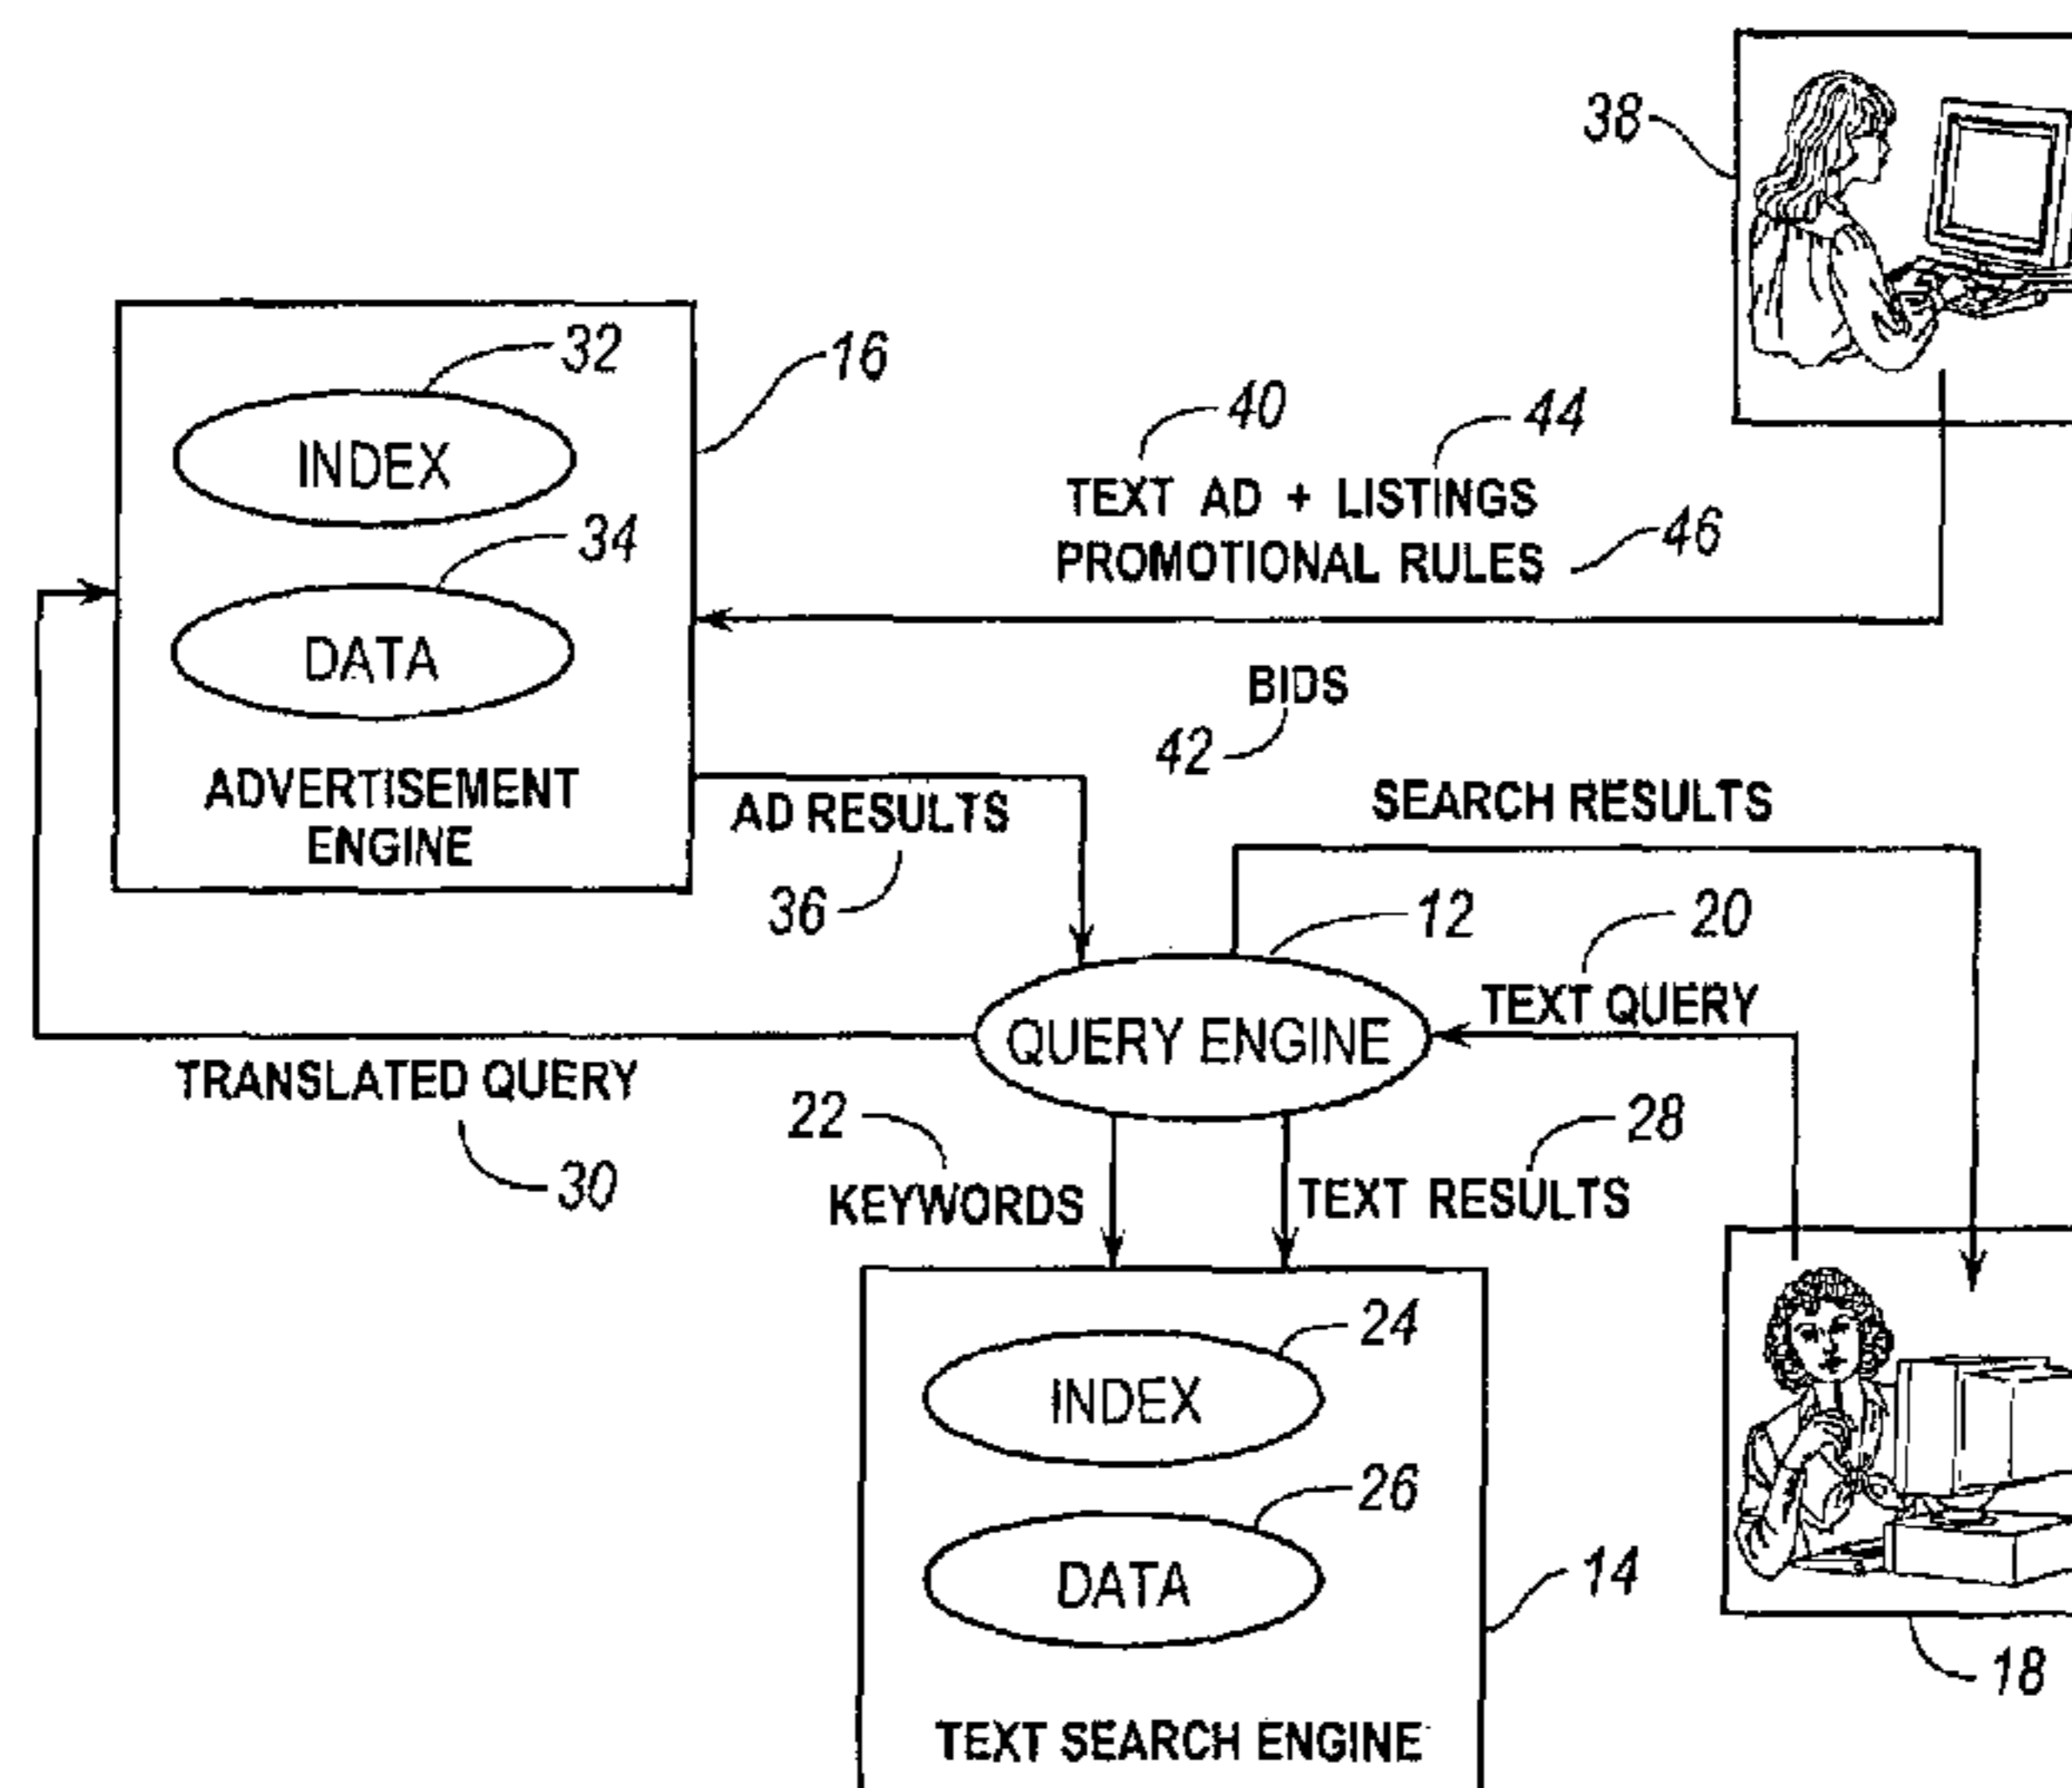 38
32
16
INDEX
40
44
TEXT AD + LISTINGS
PROMOTIONAL RULES
46
34
DATA
BIDS
42
ADVERTISEMENT
ENGINE
AD RESULTS
36
SEARCH RESULTS
12
20
TEXT QUERY
QUERY ENGINE
TRANSLATED QUERY
30
22
28
KEYWORDS
TEXT RESULTS
24
INDEX
26
DATA
14
TEXT SEARCH ENGINE
18